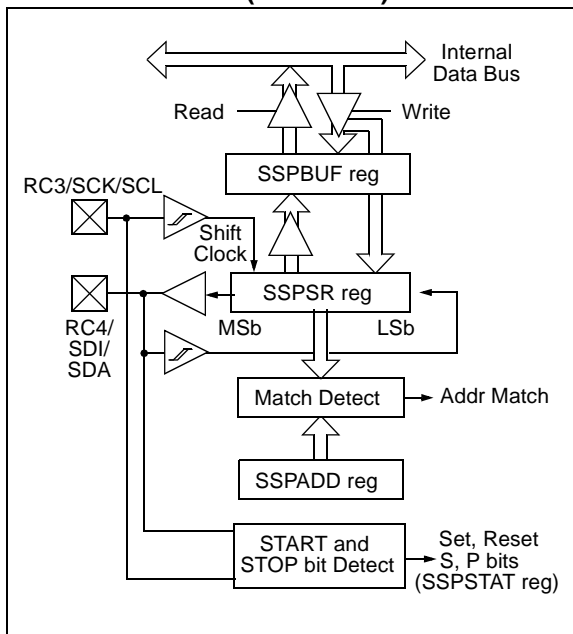 Internal
Data Bus
Read
Write
SSPBUF reg
RC3/SCK/SCL
Shift
Clock
SSPSR reg
MSb
LSb
RC4/
SDI/
SDA
Match Detect
Addr Match
SSPADD reg
START and
STOP bit Detect
Set, Reset
S, P bits
(SSPSTAT reg)